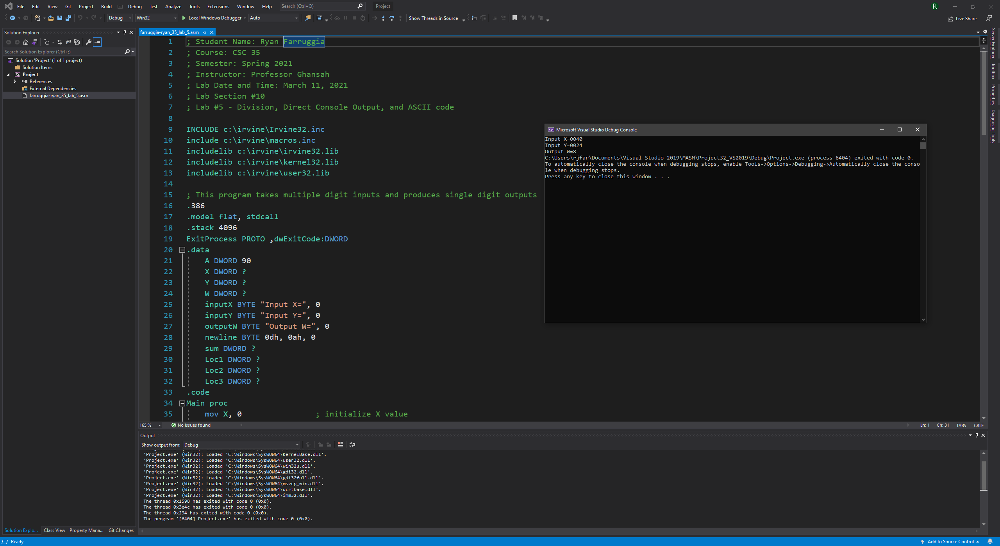 File Edit View Git Project Build Debug Test Analyze Tools Extensions Window Help Search (Ctrl+Q) Project R
Debug Win32 Local Windows Debugger Auto Show Threads in Source Live Share
Solution Explorer
Search Solution Explorer (Ctrl+;)
Solution 'Project' (1 of 1 project)
Solution Items
Project
References
External Dependencies
farruggia-ryan_35_lab_5.asm
Solution Explo... Class View Property Mana... Git Changes
farruggia-ryan_35_lab_5.asm
1 ; Student Name: Ryan Farruggia
2 ; Course: CSC 35
3 ; Semester: Spring 2021
4 ; Instructor: Professor Ghansah
5 ; Lab Date and Time: March 11, 2021
6 ; Lab Section #10
7 ; Lab #5 - Division, Direct Console Output, and ASCII code
8
9 INCLUDE c:\irvine\Irvine32.inc
10 include c:\irvine\macros.inc
11 includelib c:\irvine\irvine32.lib
12 includelib c:\irvine\kernel32.lib
13 includelib c:\irvine\user32.lib
14
15 ; This program takes multiple digit inputs and produces single digit outputs
16 .386
17 .model flat, stdcall
18 .stack 4096
19 ExitProcess PROTO ,dwExitCode:DWORD
20 .data
21 A DWORD 90
22 X DWORD ?
23 Y DWORD ?
24 W DWORD ?
25 inputX BYTE "Input X=", 0
26 inputY BYTE "Input Y=", 0
27 outputW BYTE "Output W=", 0
28 newline BYTE 0dh, 0ah, 0
29 sum DWORD ?
30 Loc1 DWORD ?
31 Loc2 DWORD ?
32 Loc3 DWORD ?
33 .code
34 Main proc
35 mov X, 0 ; initialize X value
165 % No issues found Ln: 1 Ch: 31 TABS CRLF
Microsoft Visual Studio Debug Console
Input X=0040
Input Y=0024
Output W=8
C:\Users\rjfar\Documents\Visual Studio 2019\MASM\Project32_VS2019\Debug\Project.exe (process 6404) exited with code 0.
To automatically close the console when debugging stops, enable Tools->Options->Debugging->Automatically close the conso
le when debugging stops.
Press any key to close this window . . .
Server Explorer
Toolbox
Properties
Diagnostic Tools
Output
Show output from: Debug
'Project.exe' (Win32): Loaded 'C:\Windows\SysWOW64\KernelBase.dll'.
'Project.exe' (Win32): Loaded 'C:\Windows\SysWOW64\user32.dll'.
'Project.exe' (Win32): Loaded 'C:\Windows\SysWOW64\win32u.dll'.
'Project.exe' (Win32): Loaded 'C:\Windows\SysWOW64\gdi32.dll'.
'Project.exe' (Win32): Loaded 'C:\Windows\SysWOW64\gdi32full.dll'.
'Project.exe' (Win32): Loaded 'C:\Windows\SysWOW64\msvcp_win.dll'.
'Project.exe' (Win32): Loaded 'C:\Windows\SysWOW64\ucrtbase.dll'.
'Project.exe' (Win32): Loaded 'C:\Windows\SysWOW64\imm32.dll'.
The thread 0x1598 has exited with code 0 (0x0).
The thread 0x3e4c has exited with code 0 (0x0).
The thread 0x294 has exited with code 0 (0x0).
The program '[6404] Project.exe' has exited with code 0 (0x0).
Ready Add to Source Control